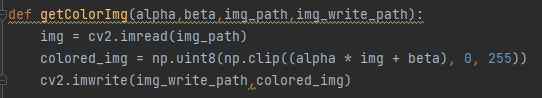 def getColorImg(alpha,beta,img_path,img_write_path):
    img = cv2.imread(img_path)
    colored_img = np.uint8(np.clip((alpha * img + beta), 0, 255))
    cv2.imwrite(img_write_path,colored_img)